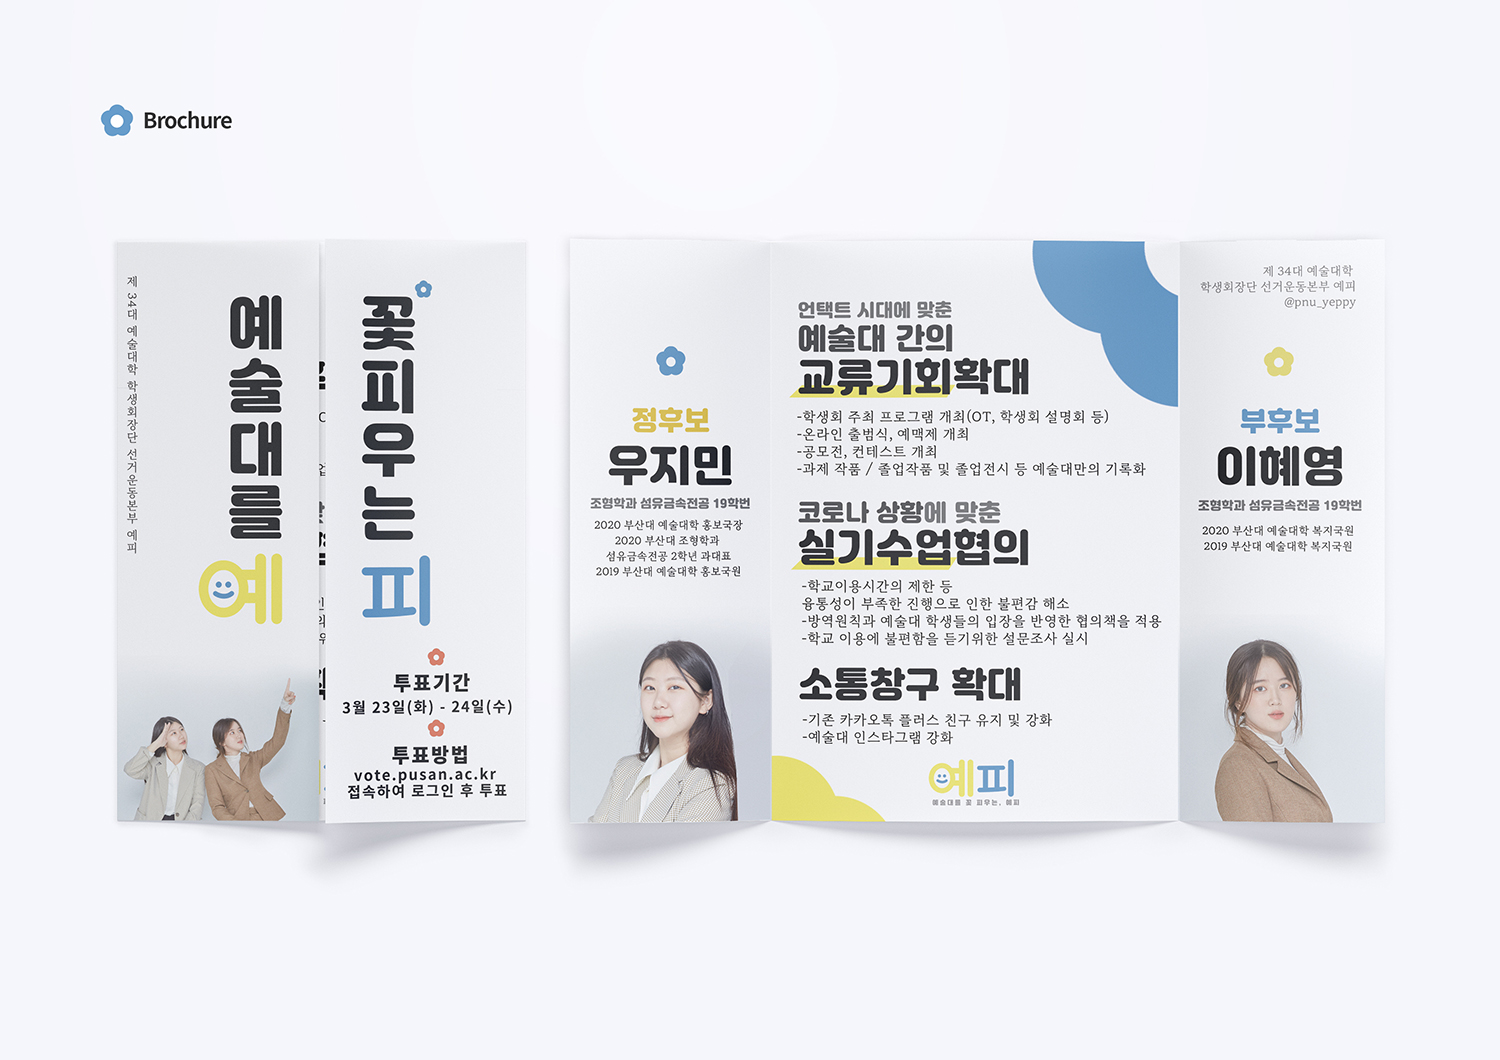 Brochure
제 34대 예술대학 학생회장단 선거운동본부 예피
예술대를
예
꽃피우는
피
투표기간
3월 23일(화) - 24일(수)
투표방법
vote.pusan.ac.kr
접속하여 로그인 후 투표
정후보
우지민
조형학과 섬유금속전공 19학번
2020 부산대 예술대학 홍보국장
2020 부산대 조형학과
섬유금속전공 2학년 과대표
2019 부산대 예술대학 홍보국원
언택트 시대에 맞춘
예술대 간의
교류기회확대
-학생회 주최 프로그램 개최(OT, 학생회 설명회 등)
-온라인 출범식, 예맥제 개최
-공모전, 컨테스트 개최
-과제 작품 / 졸업작품 및 졸업전시 등 예술대만의 기록화
코로나 상황에 맞춘
실기수업협의
-학교이용시간의 제한 등
융통성이 부족한 진행으로 인한 불편감 해소
-방역원칙과 예술대 학생들의 입장을 반영한 협의책을 적용
-학교 이용에 불편함을 듣기위한 설문조사 실시
소통창구 확대
-기존 카카오톡 플러스 친구 유지 및 강화
-예술대 인스타그램 강화
예피
예술대를 꽃 피우는, 예피
제 34대 예술대학
학생회장단 선거운동본부 예피
@pnu_yeppy
부후보
이혜영
조형학과 섬유금속전공 19학번
2020 부산대 예술대학 복지국원
2019 부산대 예술대학 복지국원